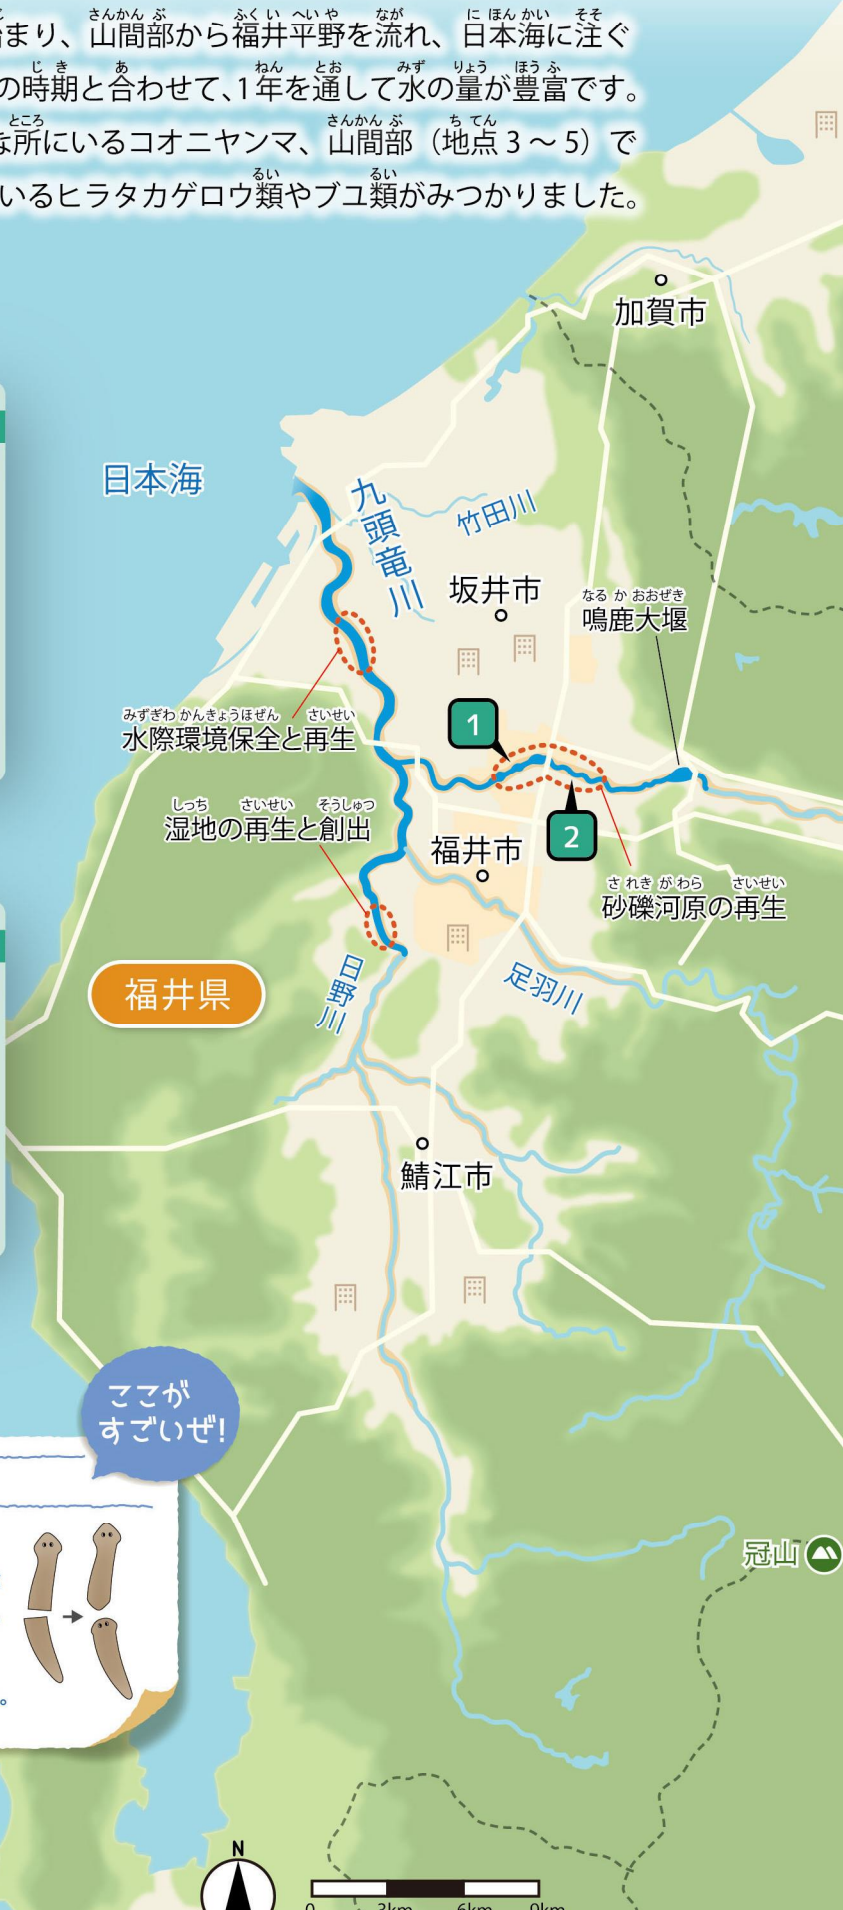 まり、山間部から福井平野を流れ、日本海に注ぐ
の時期と合わせて、1年を通して水の量が豊富です。
な所にいるコオニヤンマ、山間部（地点3～5）で
いるヒラタカゲロウ類やブユ類がみつかりました。
加賀市
日本海
九頭竜川
竹田川
坂井市
なるかおおぜき
鳴鹿大堰
みずぎわかんきょうほぜん さいせい
水際環境保全と再生
1
しっち さいせい そうしゅつ
湿地の再生と創出
2
福井市
されきがわら さいせい
砂礫河原の再生
福井県
日野川
足羽川
鯖江市
ここが
すごいぜ!
冠山
N
0 3km 6km 9km